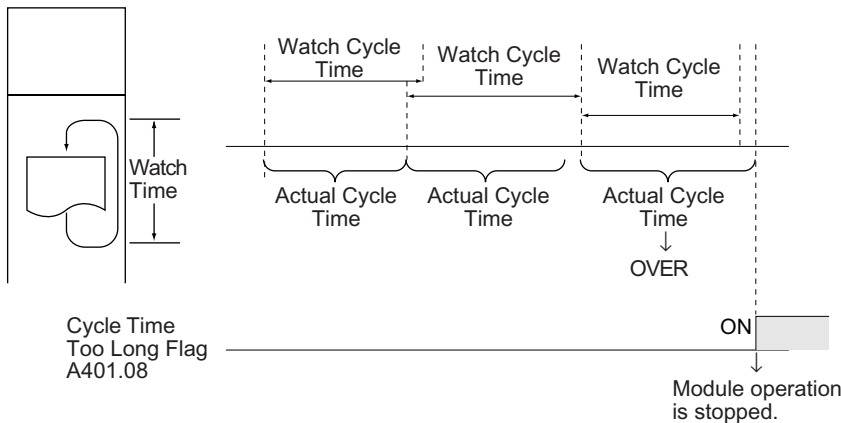 Watch Cycle
Time
Watch Cycle
Time
Watch Cycle
Time
Watch
Time
Actual Cycle
Time
Actual Cycle
Time
Actual Cycle
Time
OVER
Cycle Time
Too Long Flag
A401.08
ON
Module operation
is stopped.